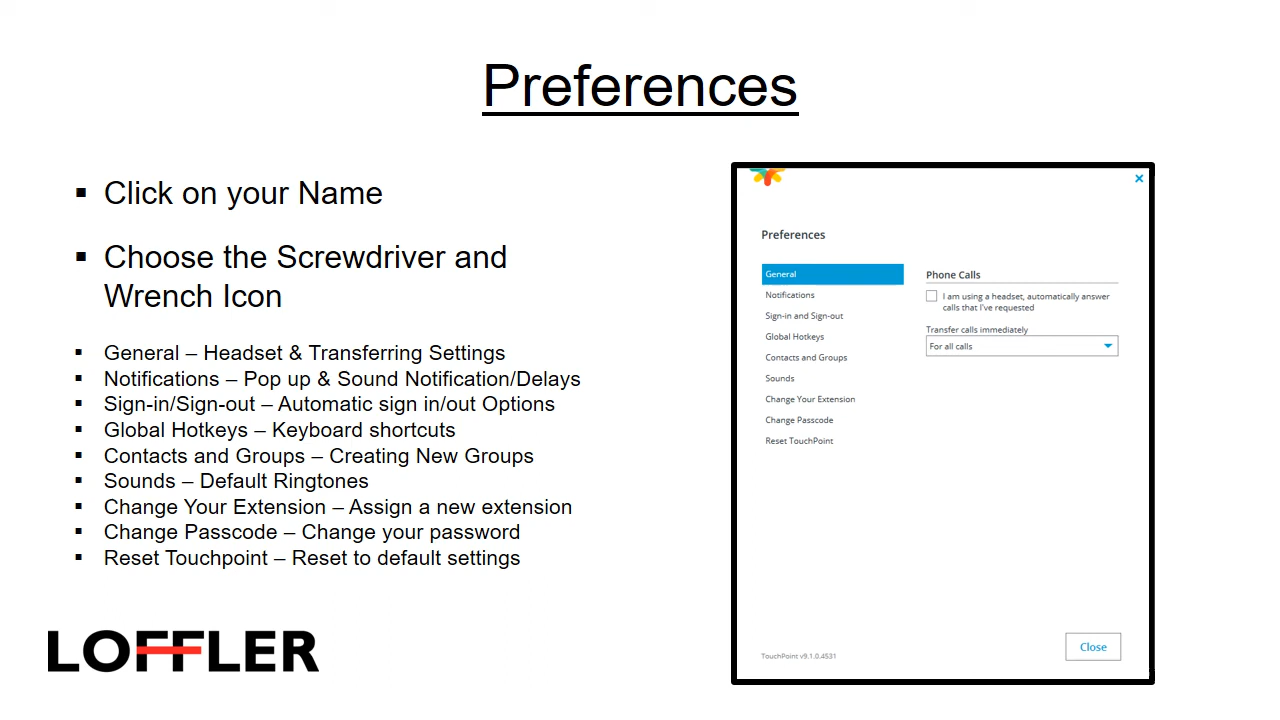 Preferences
▪ Click on your Name
▪ Choose the Screwdriver and
Wrench Icon
▪ General – Headset & Transferring Settings
▪ Notifications – Pop up & Sound Notification/Delays
▪ Sign-in/Sign-out – Automatic sign in/out Options
▪ Global Hotkeys – Keyboard shortcuts
▪ Contacts and Groups – Creating New Groups
▪ Sounds – Default Ringtones
▪ Change Your Extension – Assign a new extension
▪ Change Passcode – Change your password
▪ Reset Touchpoint – Reset to default settings
LOFFLER
Preferences
General
Notifications
Sign-in and Sign-out
Global Hotkeys
Contacts and Groups
Sounds
Change Your Extension
Change Passcode
Reset TouchPoint
Phone Calls
I am using a headset, automatically answer
calls that I've requested
Transfer calls immediately
For all calls
TouchPoint v9.1.0.4531
Close